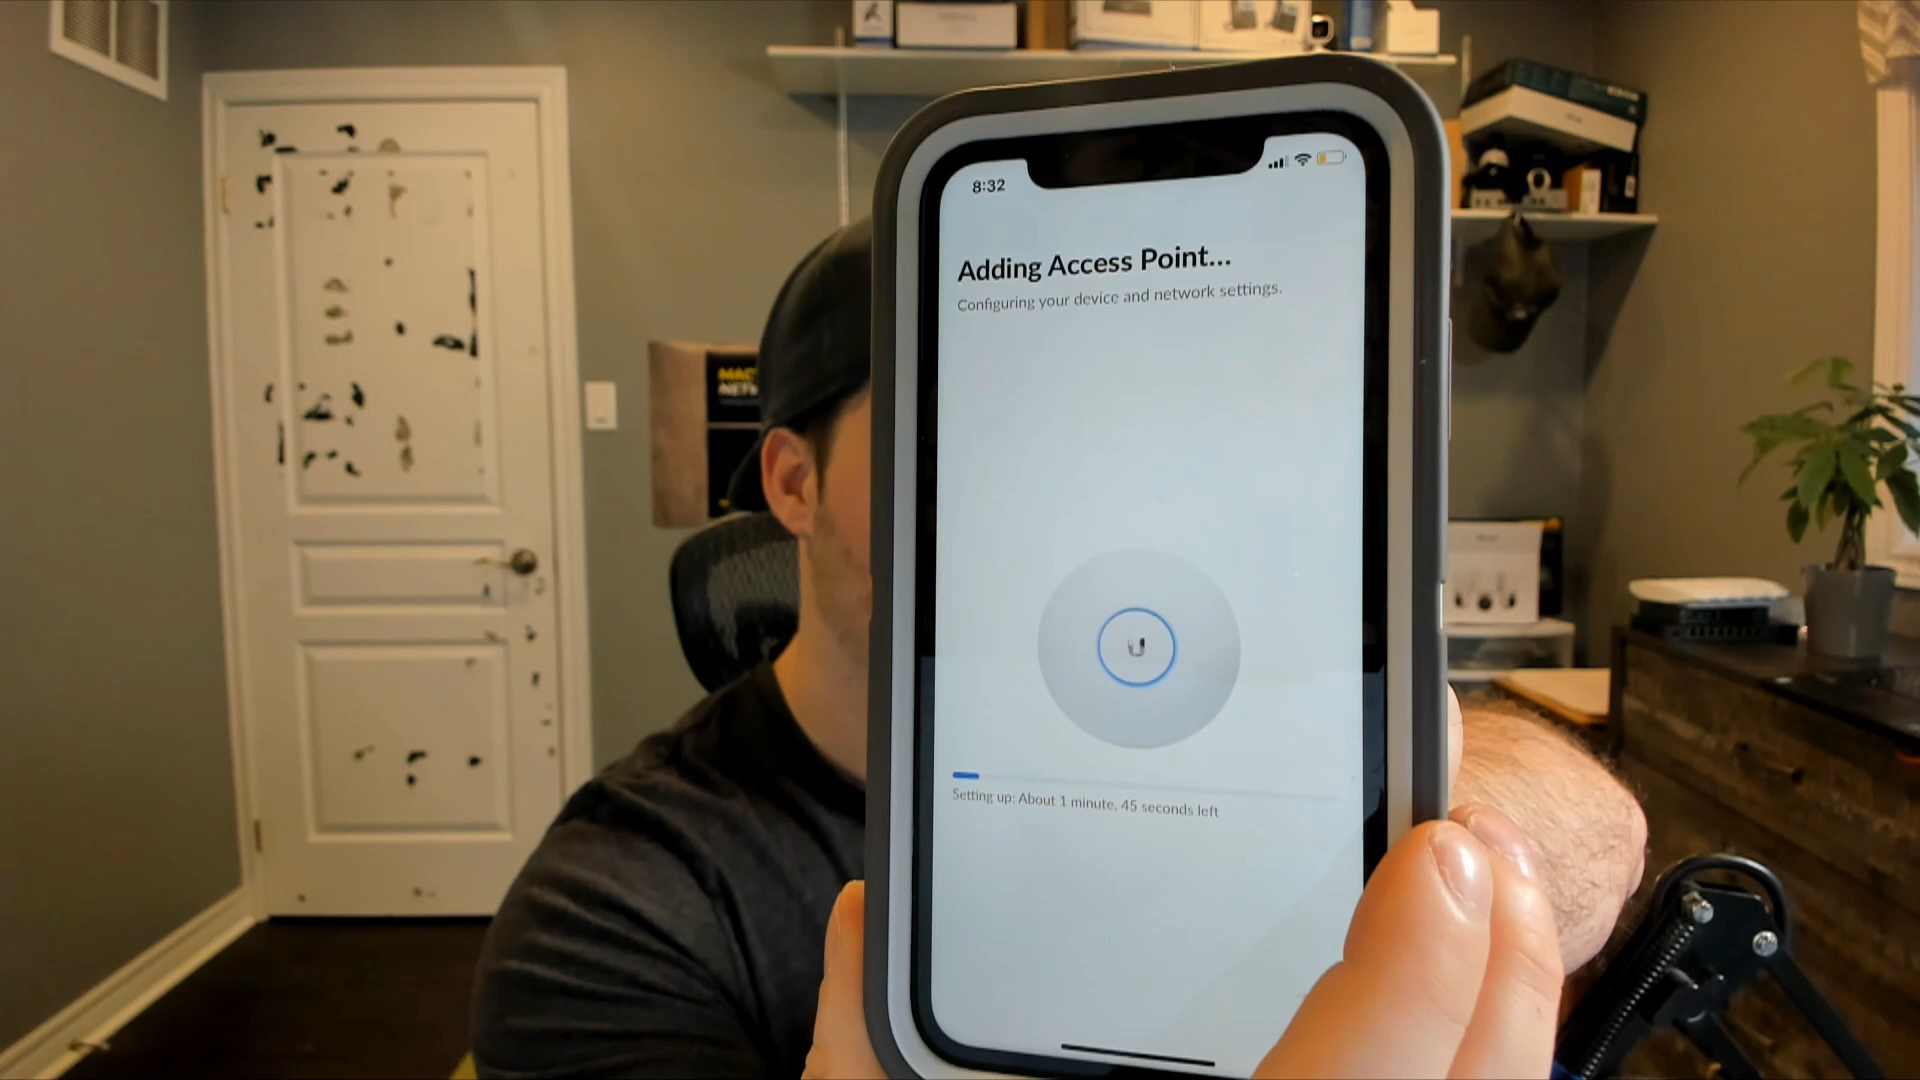 8:32
Adding Access Point...
Configuring your device and network settings.
Setting up: About 1 minute, 45 seconds left